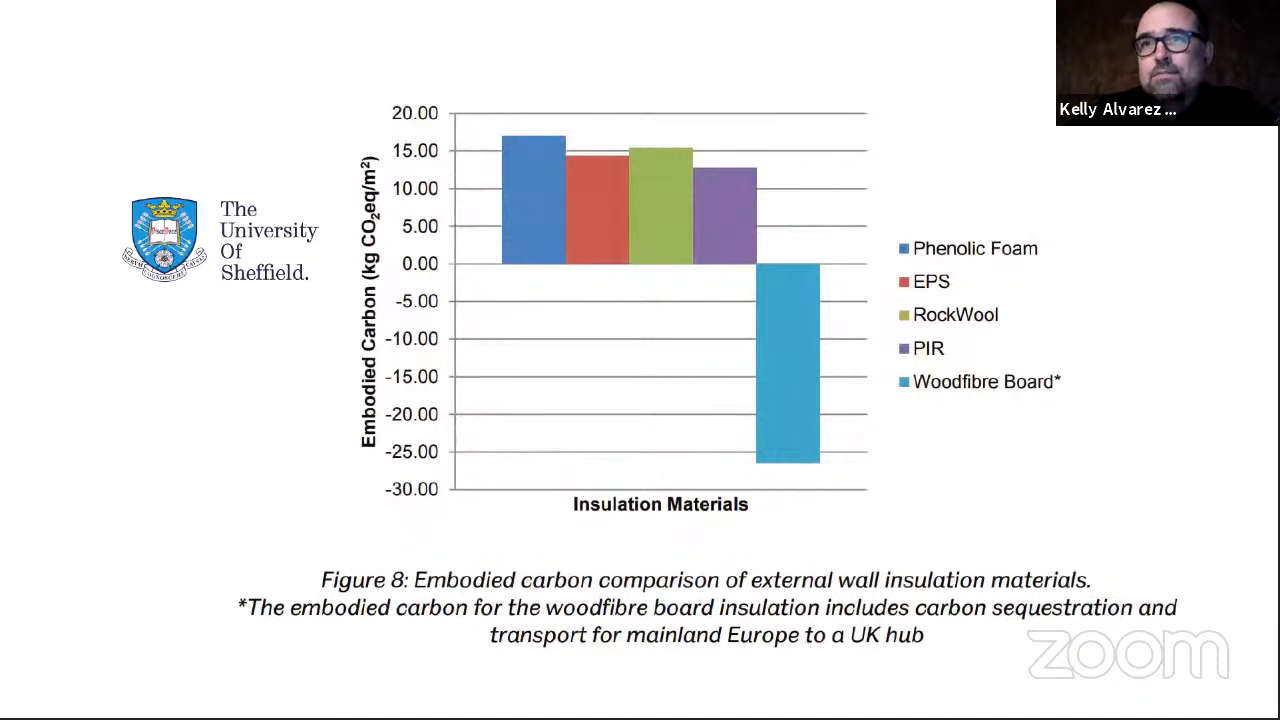 Kelly Alvarez ...
20.00
15.00
10.00
5.00
0.00
-5.00
-10.00
-15.00
-20.00
-25.00
-30.00
Embodied Carbon (kg CO₂eq/m²)
Insulation Materials
The
University
Of
Sheffield.
Phenolic Foam
EPS
RockWool
PIR
Woodfibre Board*
Figure 8: Embodied carbon comparison of external wall insulation materials.
*The embodied carbon for the woodfibre board insulation includes carbon sequestration and
transport for mainland Europe to a UK hub
zoom